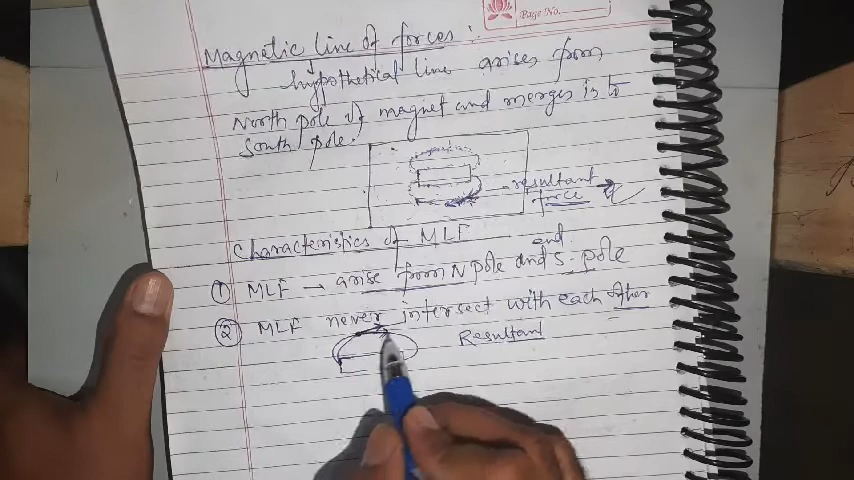 Page No.
Magnetic line of forces :-
hypothetical line arises from
North pole of magnet and merges in to
south pole.
resultant
force
Characteristics of MLF
① MLF → arise from N pole and end S-pole
② MLF never intersect with each other
Resultant